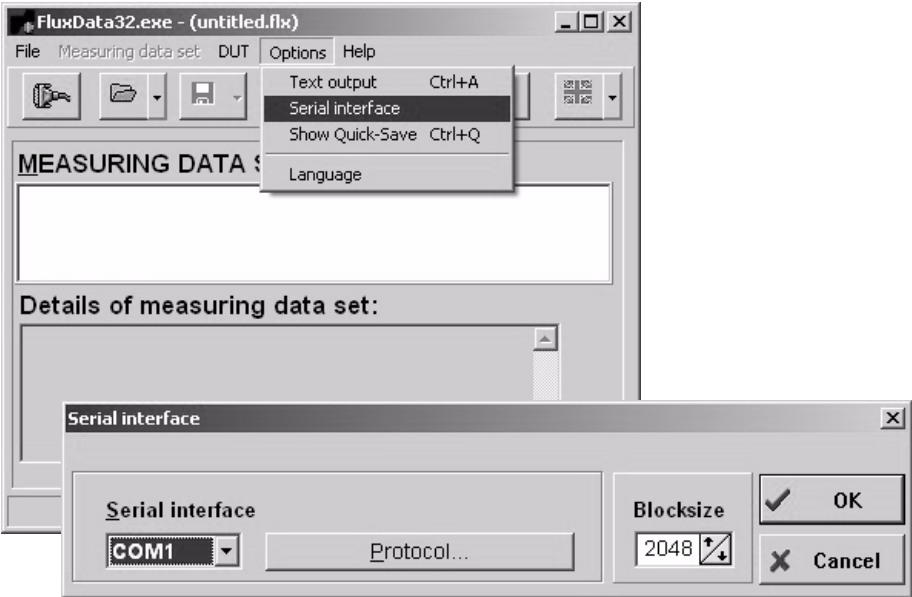 FluxData32.exe - (untitled.flx)
File Measuring data set DUT Options Help
Text output Ctrl+A
Serial interface
Show Quick-Save Ctrl+Q
Language
MEASURING DATA
Details of measuring data set:
Serial interface
Serial interface
COM1
Protocol...
Blocksize
2048
OK
Cancel